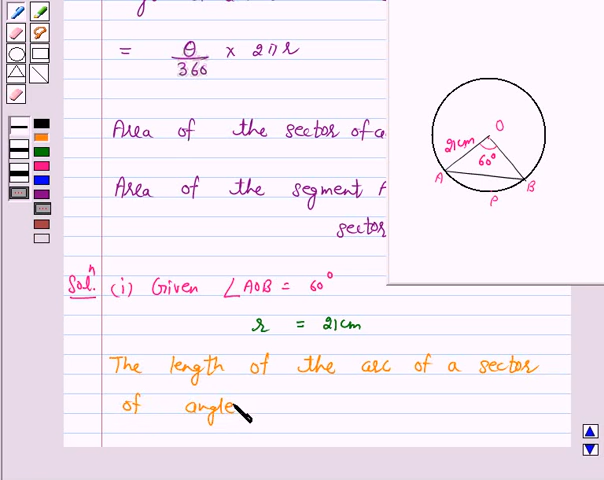 = θ/360 × 2πr
Area of the sector of a
Area of the segment
sector
Solⁿ. (i) Given ∠AOB = 60°
r = 21cm
The length of the arc of a sector
of angle
O
21cm
60°
A
B
P